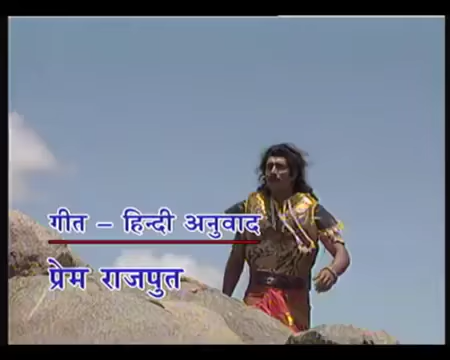 गीत – हिन्दी अनुवाद
प्रेम राजपुत